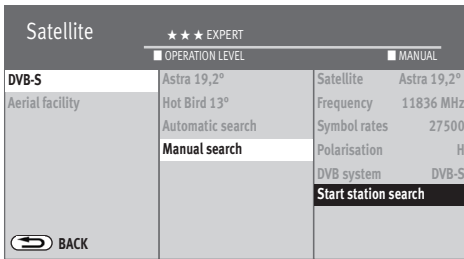 Satellite
★★★ EXPERT
OPERATION LEVEL
MANUAL
DVB-S
Aerial facility
Astra 19,2°
Hot Bird 13°
Automatic search
Manual search
Satellite Astra 19,2°
Frequency 11836 MHz
Symbol rates 27500
Polarisation H
DVB system DVB-S
Start station search
BACK